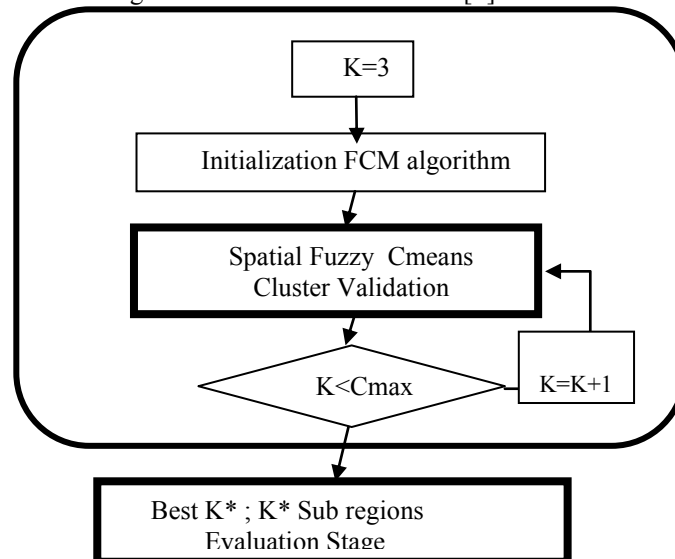 K=3
Initialization FCM algorithm
Spatial Fuzzy Cmeans
Cluster Validation
K<Cmax
K=K+1
Best K* ; K* Sub regions
Evaluation Stage